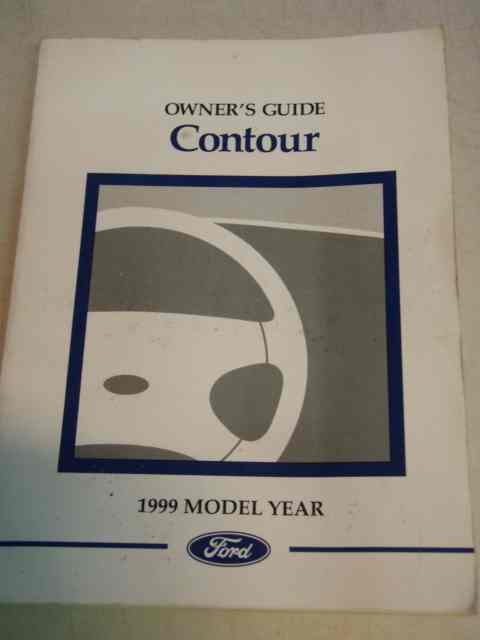 OWNER'S GUIDE
Contour
1999 MODEL YEAR
Ford